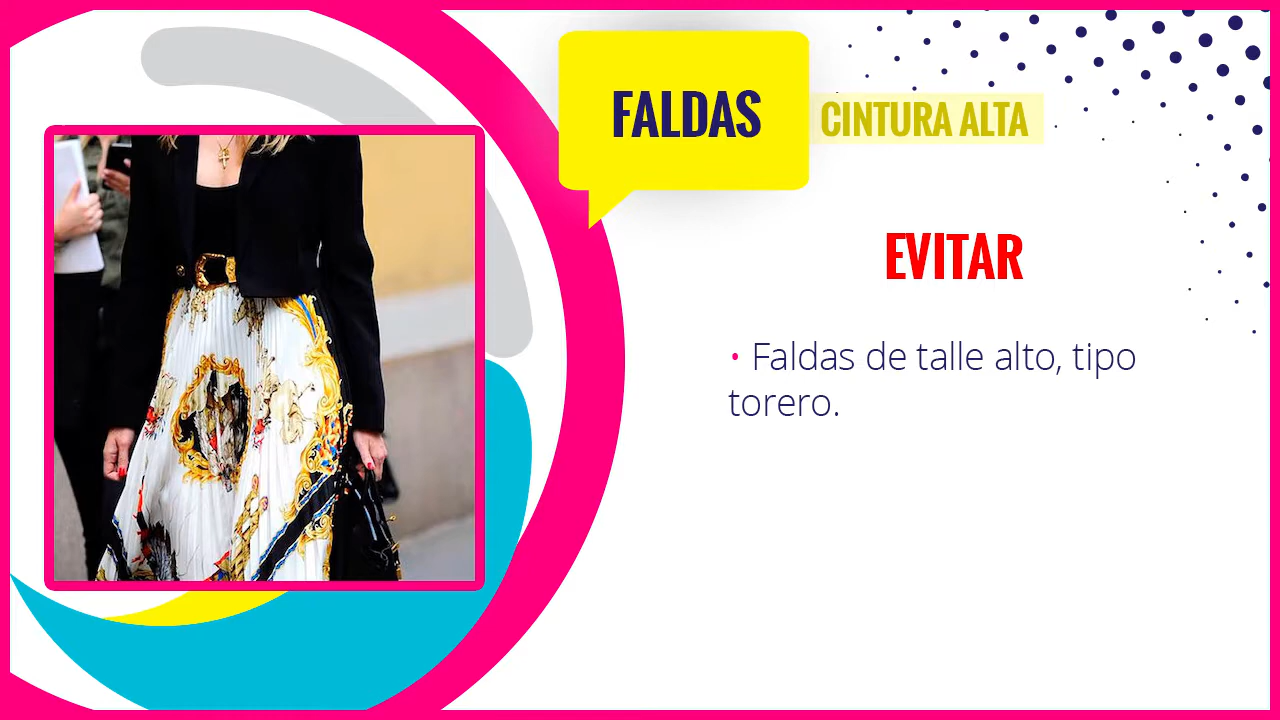 FALDAS
CINTURA ALTA
EVITAR
• Faldas de talle alto, tipo
torero.